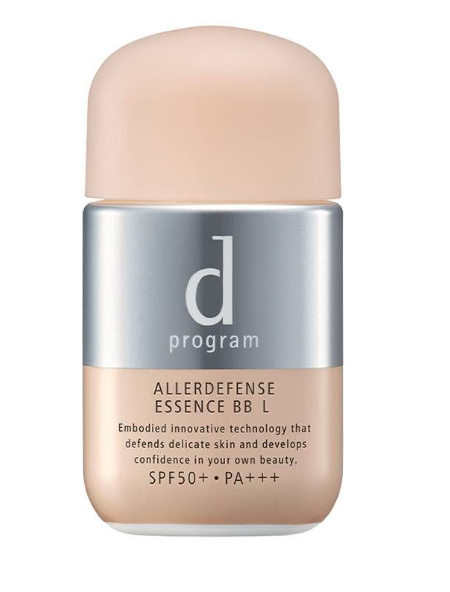 d
program
ALLERDEFENSE
ESSENCE BB L
Embodied innovative technology that
defends delicate skin and develops
confidence in your own beauty.
SPF50+・PA+++